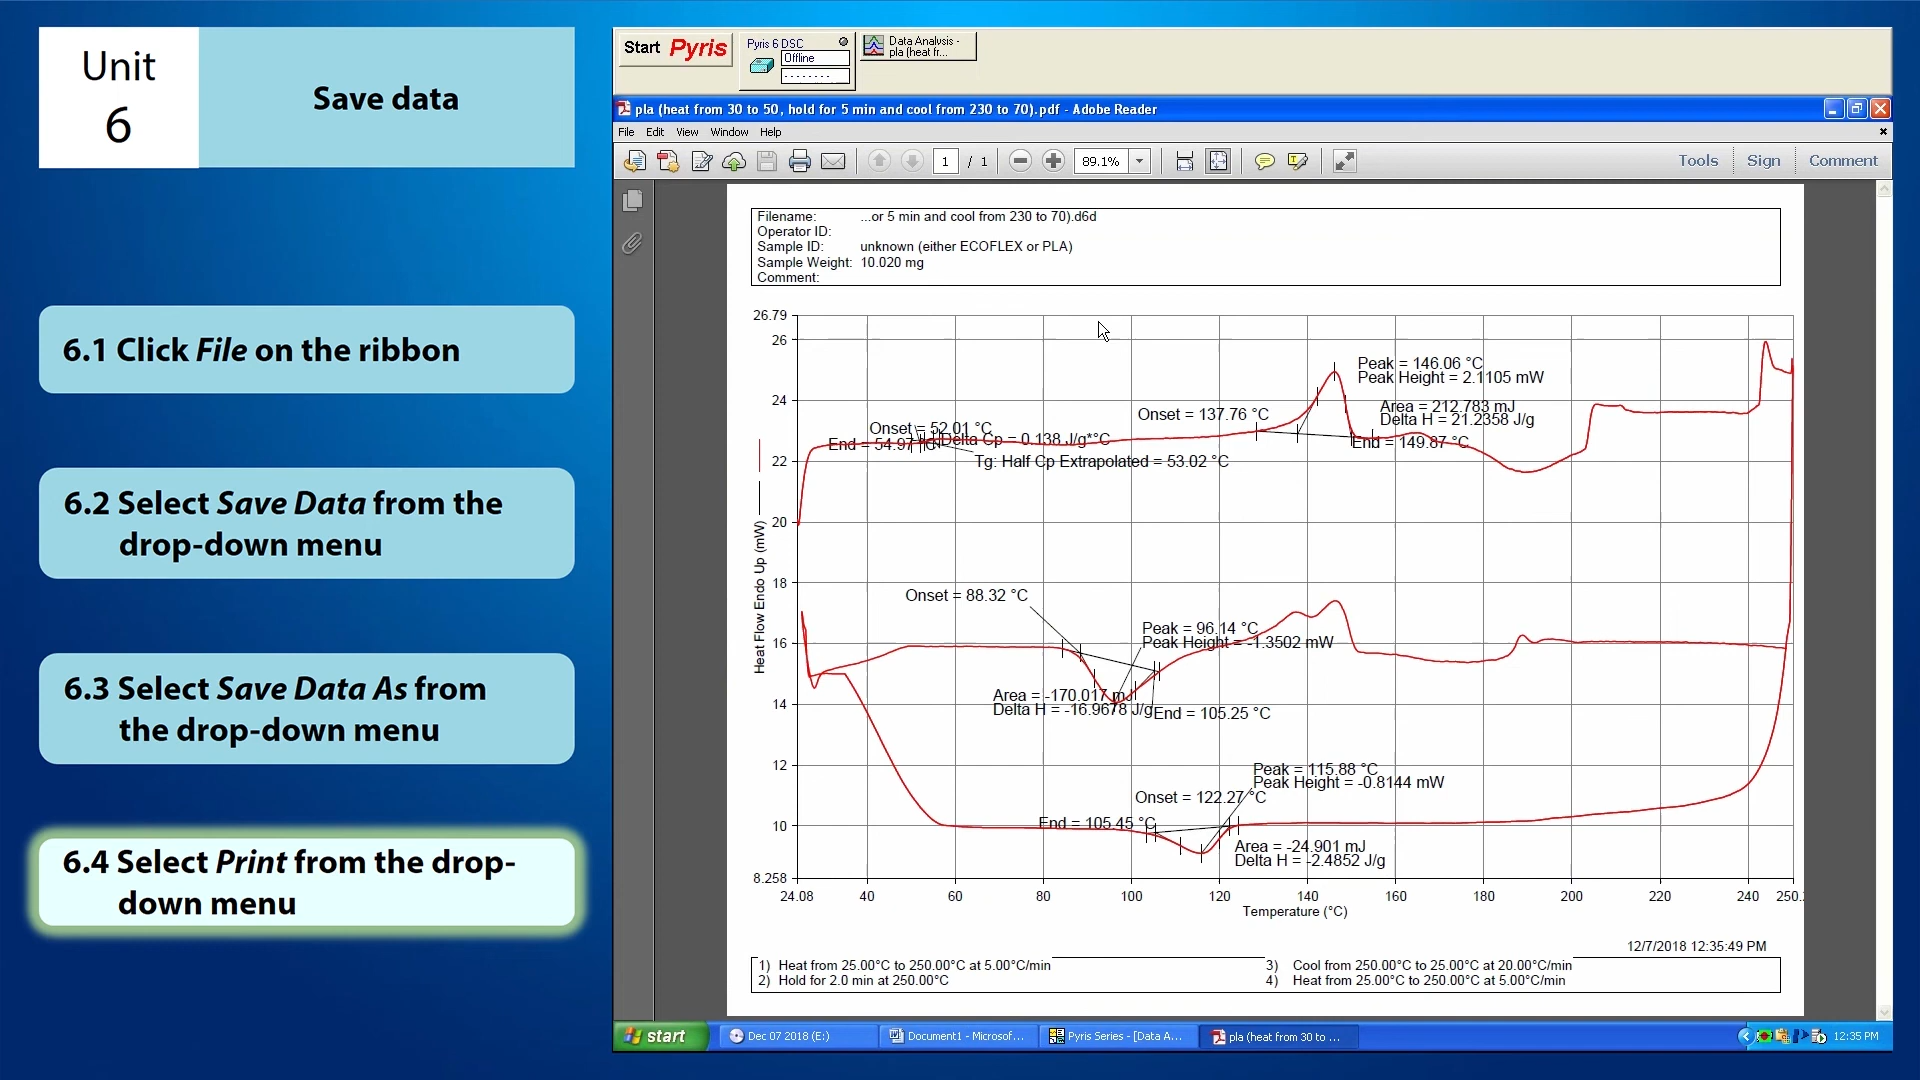 Unit
6
Save data
6.1 Click File on the ribbon
6.2 Select Save Data from the
drop-down menu
6.3 Select Save Data As from
the drop-down menu
6.4 Select Print from the drop-
down menu
Start Pyris
Pyris 6 DSC
Offline
--------
Data Analysis -
pla (heat fr...
pla (heat from 30 to 50, hold for 5 min and cool from 230 to 70).pdf - Adobe Reader
File Edit View Window Help
1 / 1
89.1%
Tools Sign Comment
Filename: ...or 5 min and cool from 230 to 70).d6d
Operator ID:
Sample ID: unknown (either ECOFLEX or PLA)
Sample Weight: 10.020 mg
Comment:
26.79
26
24
22
20
18
16
14
12
10
8.258
Heat Flow Endo Up (mW)
Peak = 146.06 °C
Peak Height = 2.1105 mW
Area = 212.783 mJ
Delta H = 21.2358 J/g
Onset = 137.76 °C
End = 149.87 °C
Onset = 52.01 °C
Delta Cp = 0.138 J/g*°C
End = 54.97 °C
Tg: Half Cp Extrapolated = 53.02 °C
Onset = 88.32 °C
Peak = 96.14 °C
Peak Height = -1.3502 mW
Area = -170.017 mJ
Delta H = -16.9678 J/g
End = 105.25 °C
Peak = 115.88 °C
Peak Height = -0.8144 mW
Onset = 122.27 °C
End = 105.45 °C
Area = -24.901 mJ
Delta H = -2.4852 J/g
24.08 40 60 80 100 120 140 160 180 200 220 240 250.
Temperature (°C)
12/7/2018 12:35:49 PM
1) Heat from 25.00°C to 250.00°C at 5.00°C/min
2) Hold for 2.0 min at 250.00°C
3) Cool from 250.00°C to 25.00°C at 20.00°C/min
4) Heat from 25.00°C to 250.00°C at 5.00°C/min
start
Dec 07 2018 (E:)
Document1 - Microsof...
Pyris Series - [Data A...
pla (heat from 30 to ...
12:35 PM